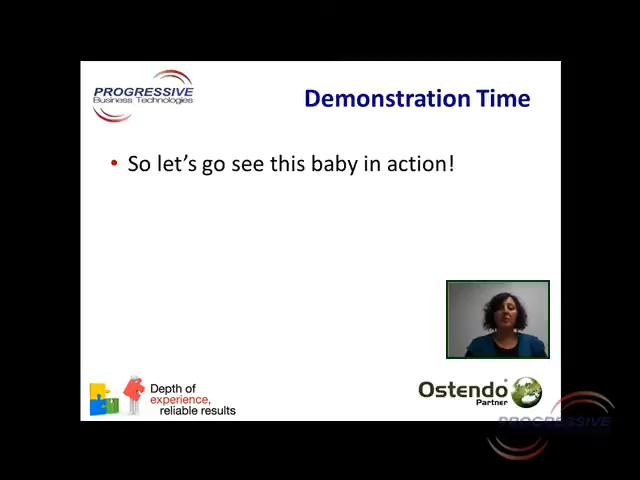 PROGRESSIVE
Business Technologies
Demonstration Time
• So let's go see this baby in action!
Depth of
experience,
reliable results
Ostendo
Partner
PROGRESSIVE